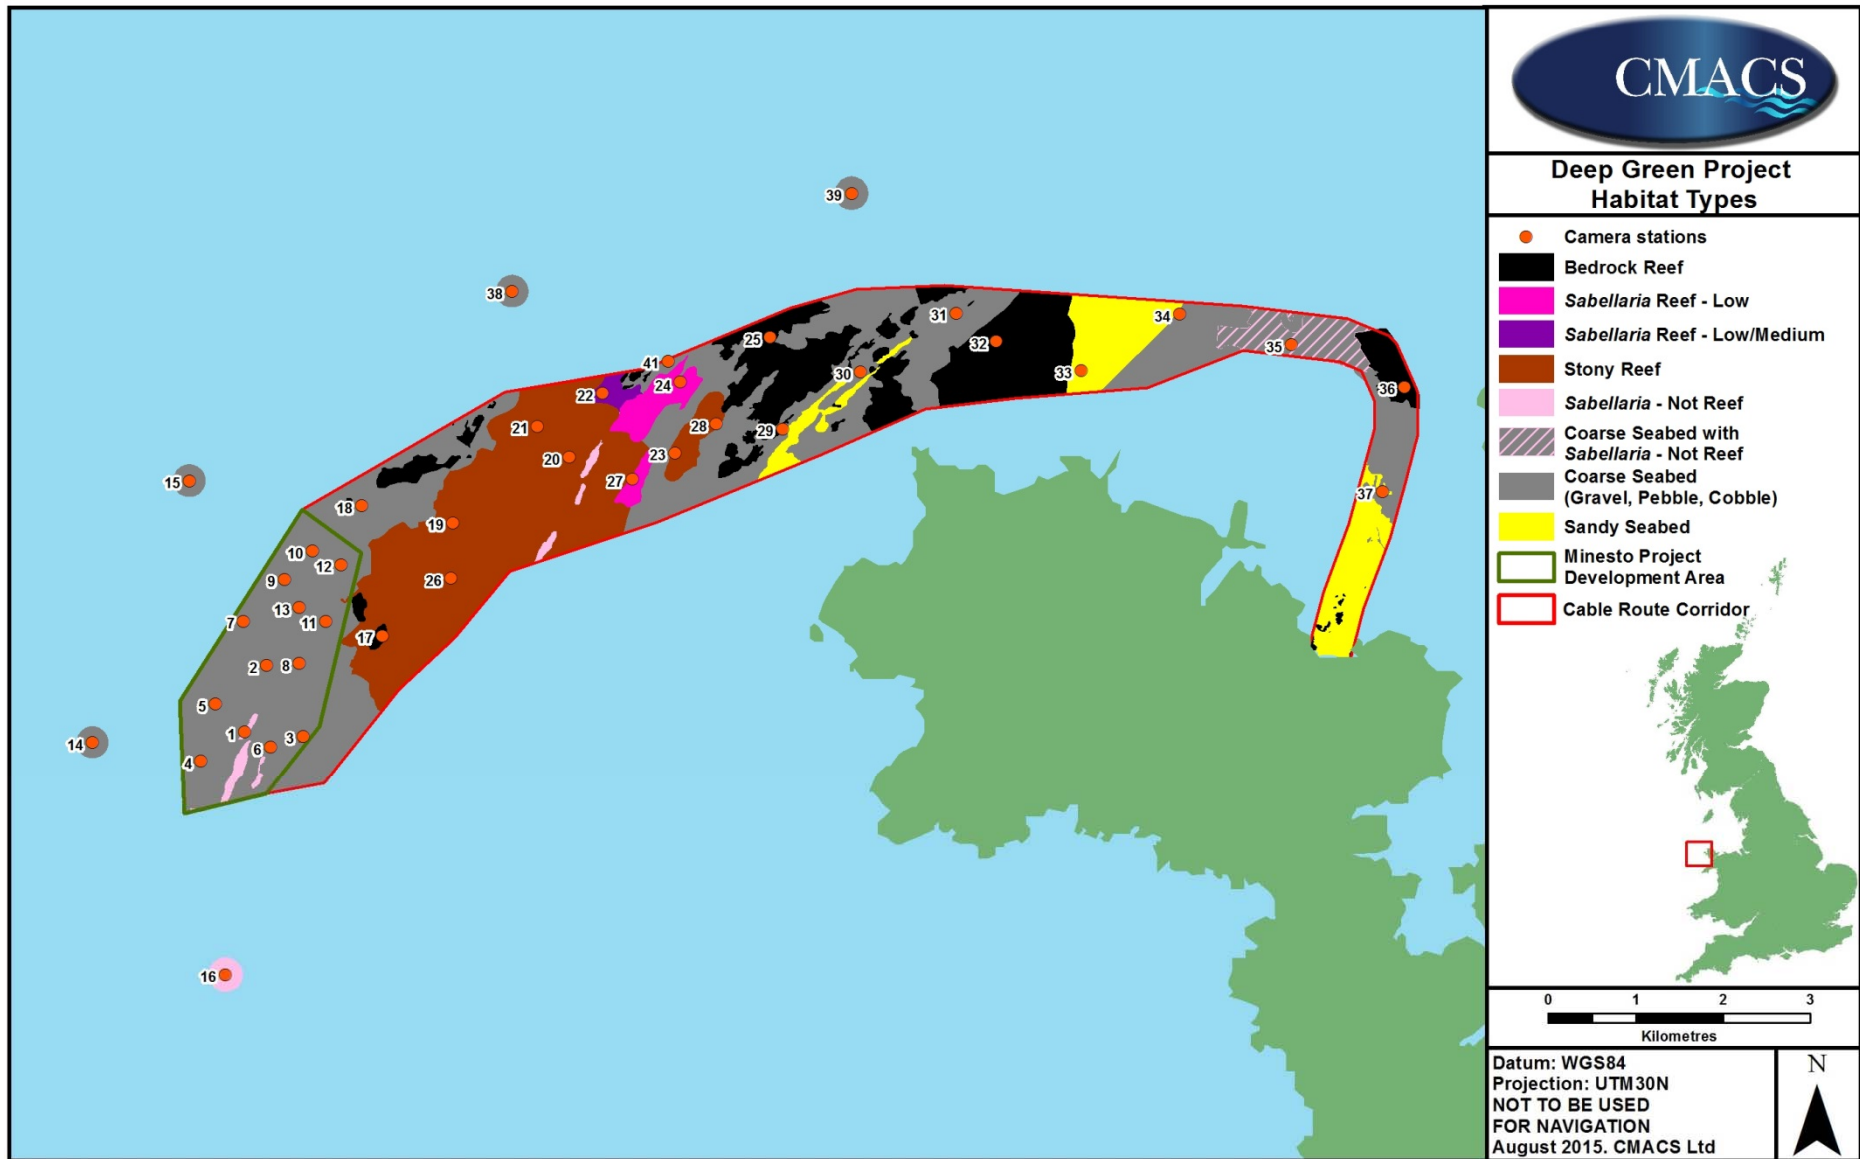 CMACS
Deep Green Project
Habitat Types
Camera stations
Bedrock Reef
Sabellaria Reef - Low
Sabellaria Reef - Low/Medium
Stony Reef
Sabellaria - Not Reef
Coarse Seabed with
Sabellaria - Not Reef
Coarse Seabed
(Gravel, Pebble, Cobble)
Sandy Seabed
Minesto Project
Development Area
Cable Route Corridor
0 1 2 3
Kilometres
Datum: WGS84
Projection: UTM30N
NOT TO BE USED
FOR NAVIGATION
August 2015. CMACS Ltd
N
39
38
31
34
25
32
35
41
30
33
24
36
22
21
28
29
20
23
27
15
37
18
19
10
12
9
26
13
7
11
17
2
8
5
1
3
14
6
4
16